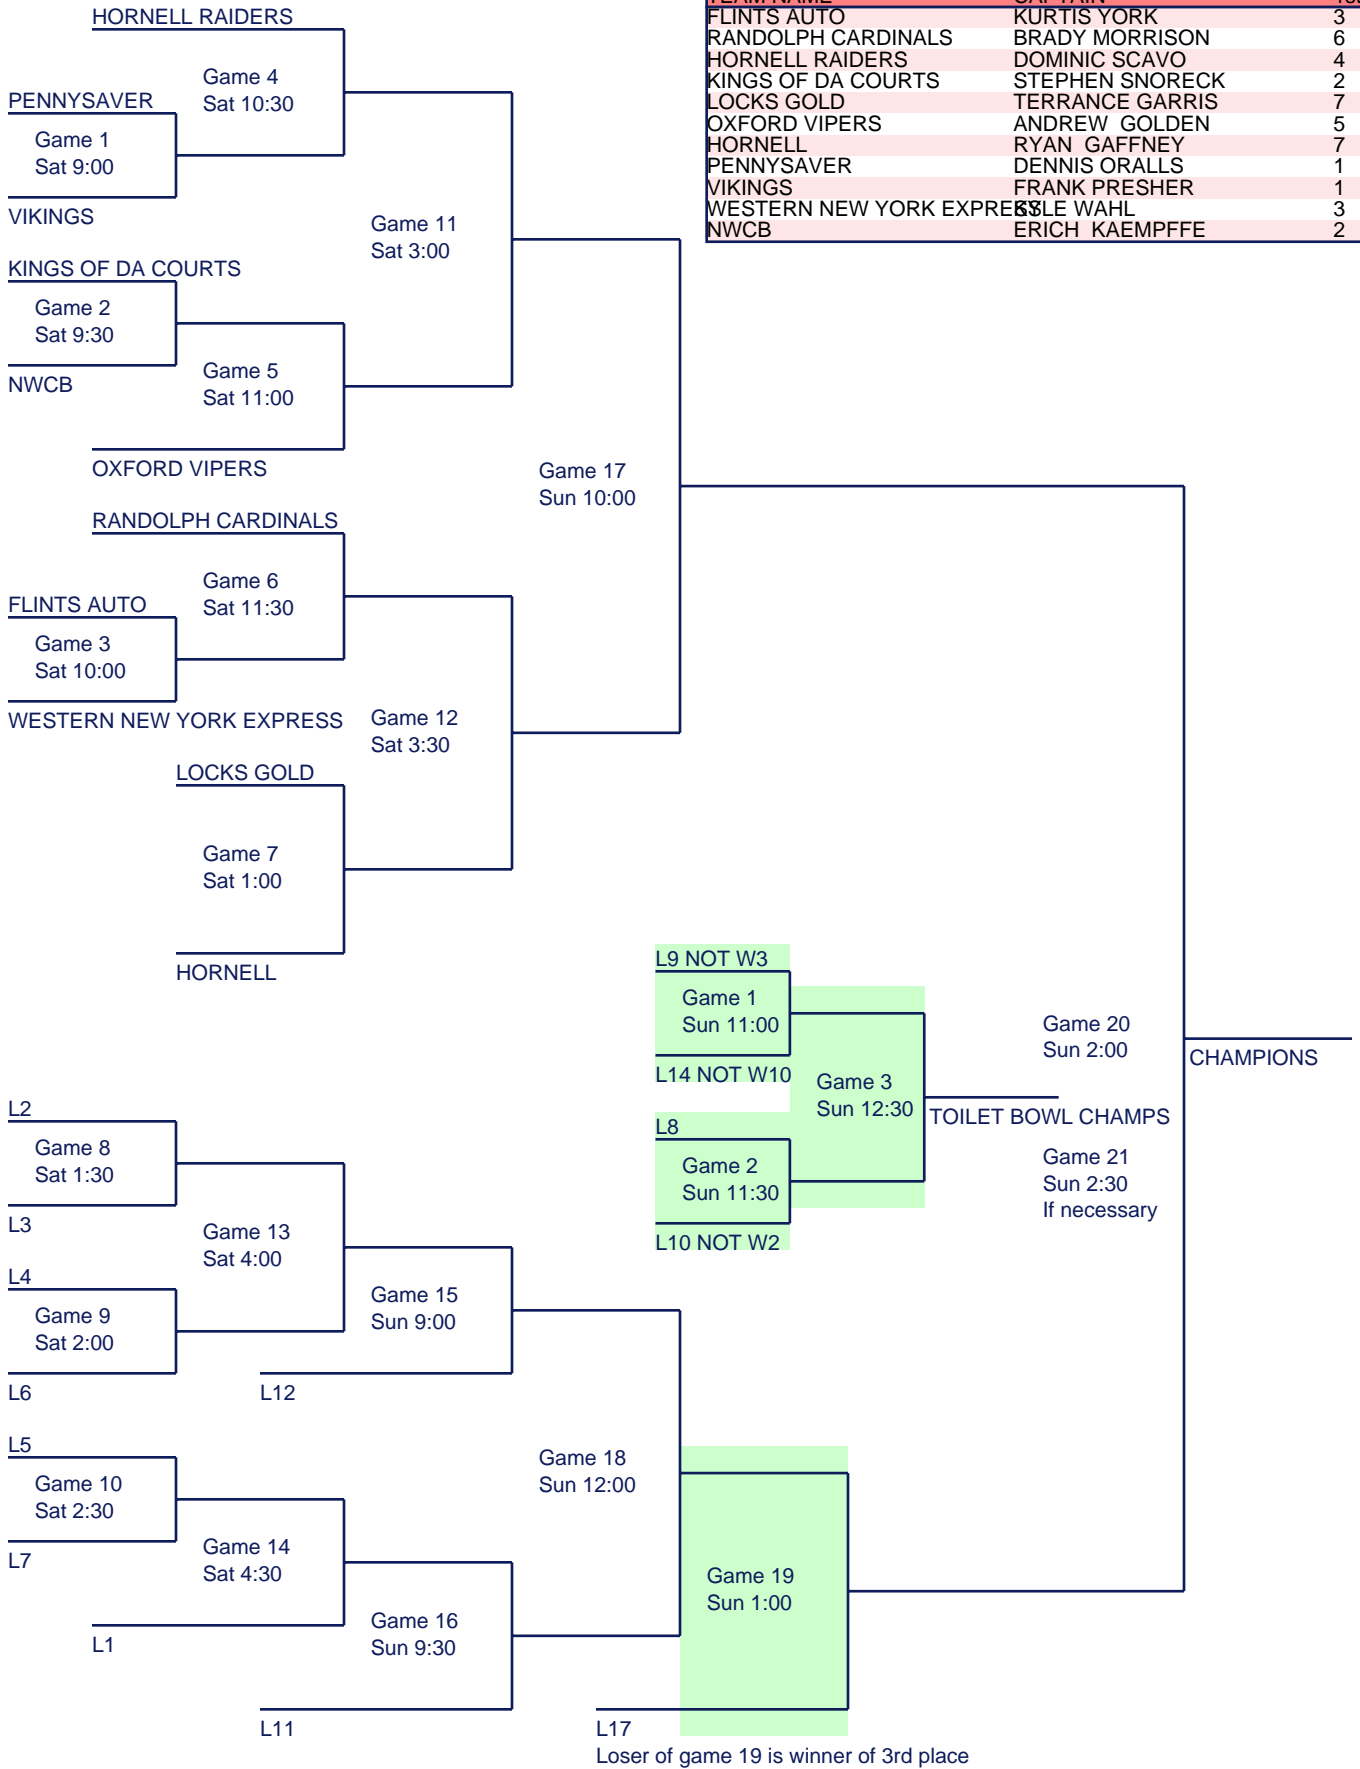 TEAM NAME CAPTAIN
FLINTS AUTO KURTIS YORK 3
RANDOLPH CARDINALS BRADY MORRISON 6
HORNELL RAIDERS DOMINIC SCAVO 4
KINGS OF DA COURTS STEPHEN SNORECK 2
LOCKS GOLD TERRANCE GARRIS 7
OXFORD VIPERS ANDREW GOLDEN 5
HORNELL RYAN GAFFNEY 7
PENNYSAVER DENNIS ORALLS 1
VIKINGS FRANK PRESHER 1
WESTERN NEW YORK EXPRESS KYLE WAHL 3
NWCB ERICH KAEMPFFE 2
HORNELL RAIDERS
Game 4
Sat 10:30
PENNYSAVER
Game 1
Sat 9:00
VIKINGS
Game 11
Sat 3:00
KINGS OF DA COURTS
Game 2
Sat 9:30
NWCB
Game 5
Sat 11:00
OXFORD VIPERS
Game 17
Sun 10:00
RANDOLPH CARDINALS
Game 6
Sat 11:30
FLINTS AUTO
Game 3
Sat 10:00
WESTERN NEW YORK EXPRESS
Game 12
Sat 3:30
LOCKS GOLD
Game 7
Sat 1:00
HORNELL
L9 NOT W3
Game 1
Sun 11:00
L14 NOT W10
Game 3
Sun 12:30
L8
Game 2
Sun 11:30
L10 NOT W2
TOILET BOWL CHAMPS
Game 20
Sun 2:00
CHAMPIONS
Game 21
Sun 2:30
If necessary
L2
Game 8
Sat 1:30
L3
Game 13
Sat 4:00
L4
Game 9
Sat 2:00
L6
Game 15
Sun 9:00
L12
L5
Game 10
Sat 2:30
L7
Game 14
Sat 4:30
L1
Game 16
Sun 9:30
L11
Game 18
Sun 12:00
Game 19
Sun 1:00
L17
Loser of game 19 is winner of 3rd place